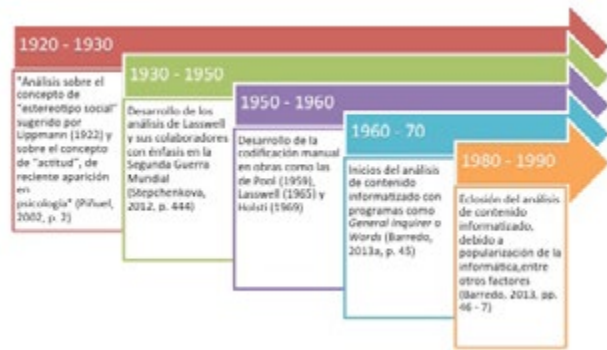 1920 - 1930
"Análisis sobre el
concepto de
"estereotipo social"
sugerido por
Lippmann (1922) y
sobre el concepto
de "actitud", de
reciente aparición
en
psicología" (Piñuel,
2002, p. 2)
1930 - 1950
Desarrollo de los
análisis de Lasswell
y sus colaboradores
con énfasis en la
Segunda Guerra
Mundial
(Stepchenkova,
2012, p. 444)
1950 - 1960
Desarrollo de la
codificación manual
en obras como las
de Pool (1959),
Lasswell (1965) y
Holsti (1969)
1960 - 70
Inicios del análisis
de contenido
informatizado con
programas como
General Inquirer o
Words (Barredo,
2013a, p. 45)
1980 - 1990
Eclosión del análisis
de contenido
informatizado,
debido a
popularización de la
informática,entre
otros factores
(Barredo, 2013, pp.
46 - 7)